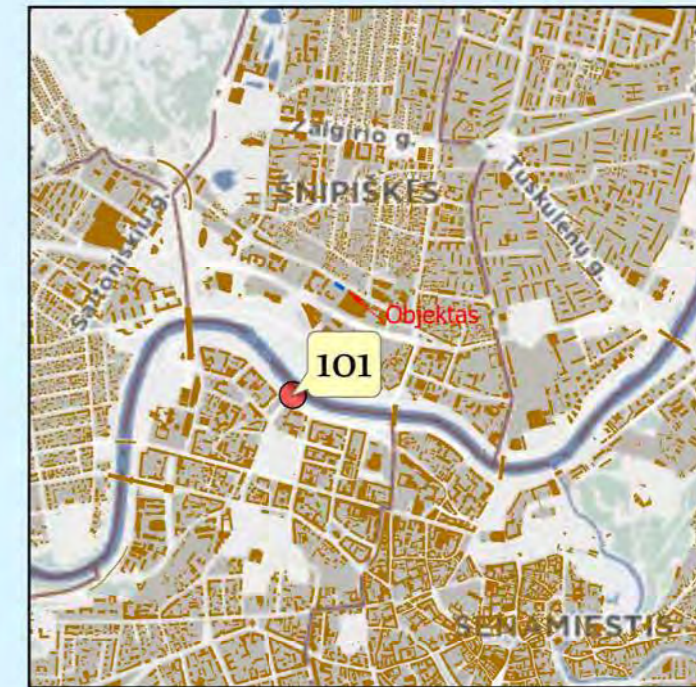 Žalgirio g.
ŠNIPIŠKĖS
Tuskulėnų g.
Saltoniškių g.
Objektas
101
SENAMIESTIS